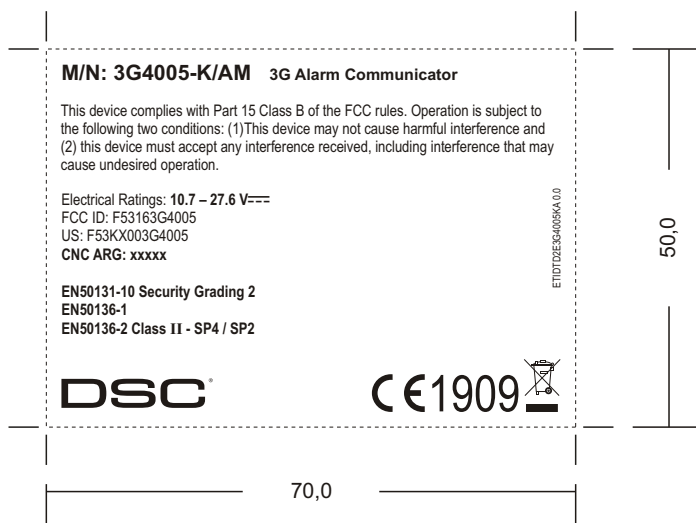 M/N: 3G4005-K/AM 3G Alarm Communicator
This device complies with Part 15 Class B of the FCC rules. Operation is subject to
the following two conditions: (1)This device may not cause harmful interference and
(2) this device must accept any interference received, including interference that may
cause undesired operation.
Electrical Ratings: 10.7 – 27.6 V⎓
FCC ID: F53163G4005
US: F53KX003G4005
CNC ARG: xxxxx
EN50131-10 Security Grading 2
EN50136-1
EN50136-2 Class II - SP4 / SP2
ETIDTD2E3G4005KA 0.0
DSC®
CE1909
50,0
70,0